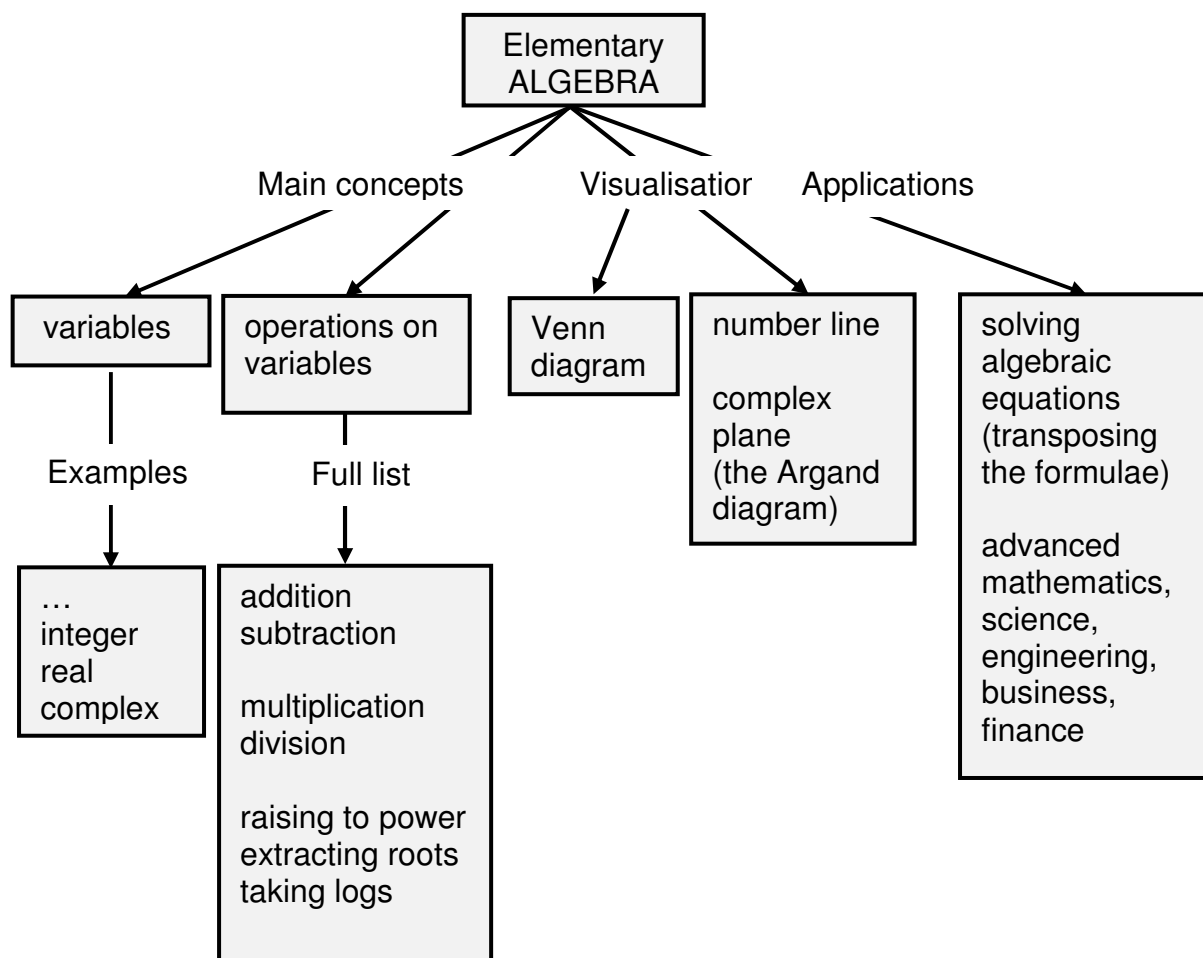 Elementary
ALGEBRA
Main concepts
Visualisation
Applications
variables
operations on
variables
Venn
diagram
number line
complex
plane
(the Argand
diagram)
solving
algebraic
equations
(transposing
the formulae)
advanced
mathematics,
science,
engineering,
business,
finance
Examples
Full list
…
integer
real
complex
addition
subtraction
multiplication
division
raising to power
extracting roots
taking logs